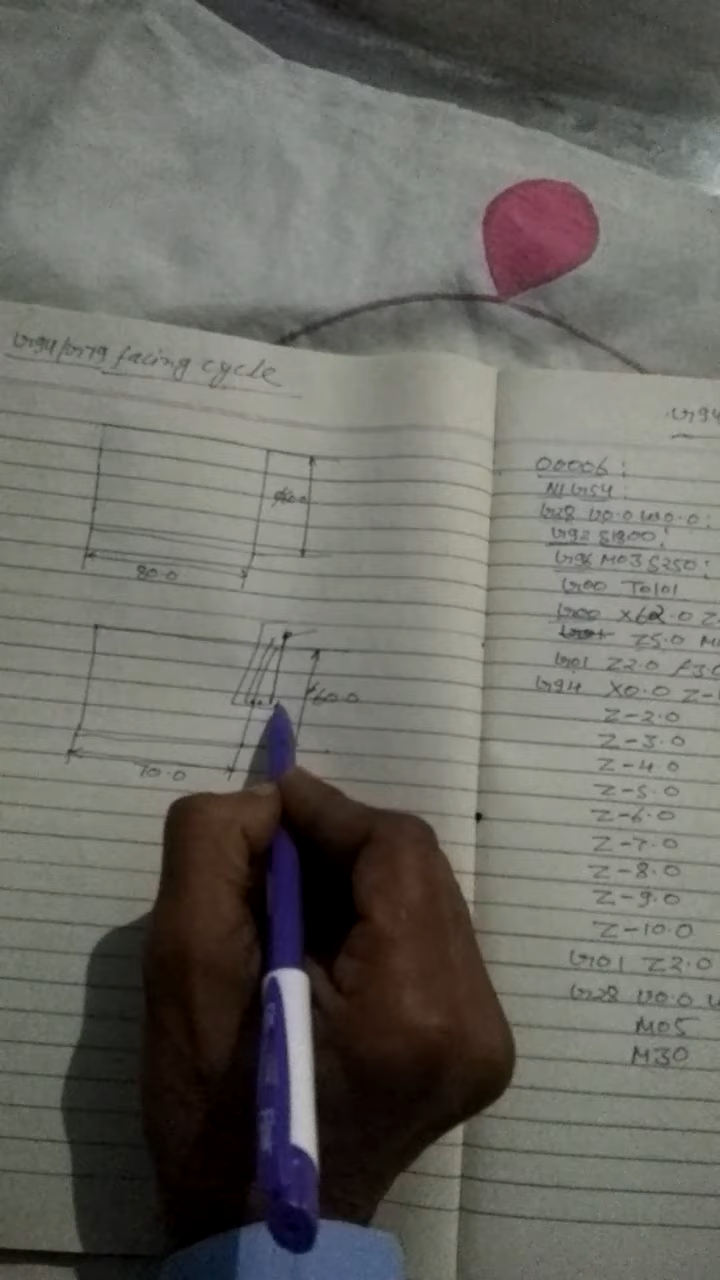 G94/G79 facing cycle
80.0
60.0
70.0
G94
O0006;
N1 G54
G28 U0.0 W0.0;
G92 S1800;
G96 M03 S250;
G00 T0101
G00 X62.0 Z
Z5.0 M
G01 Z2.0 F3.0
G94 X0.0 Z-
Z-2.0
Z-3.0
Z-4.0
Z-5.0
Z-6.0
Z-7.0
Z-8.0
Z-9.0
Z-10.0
G01 Z2.0
G28 U0.0 W
M05
M30